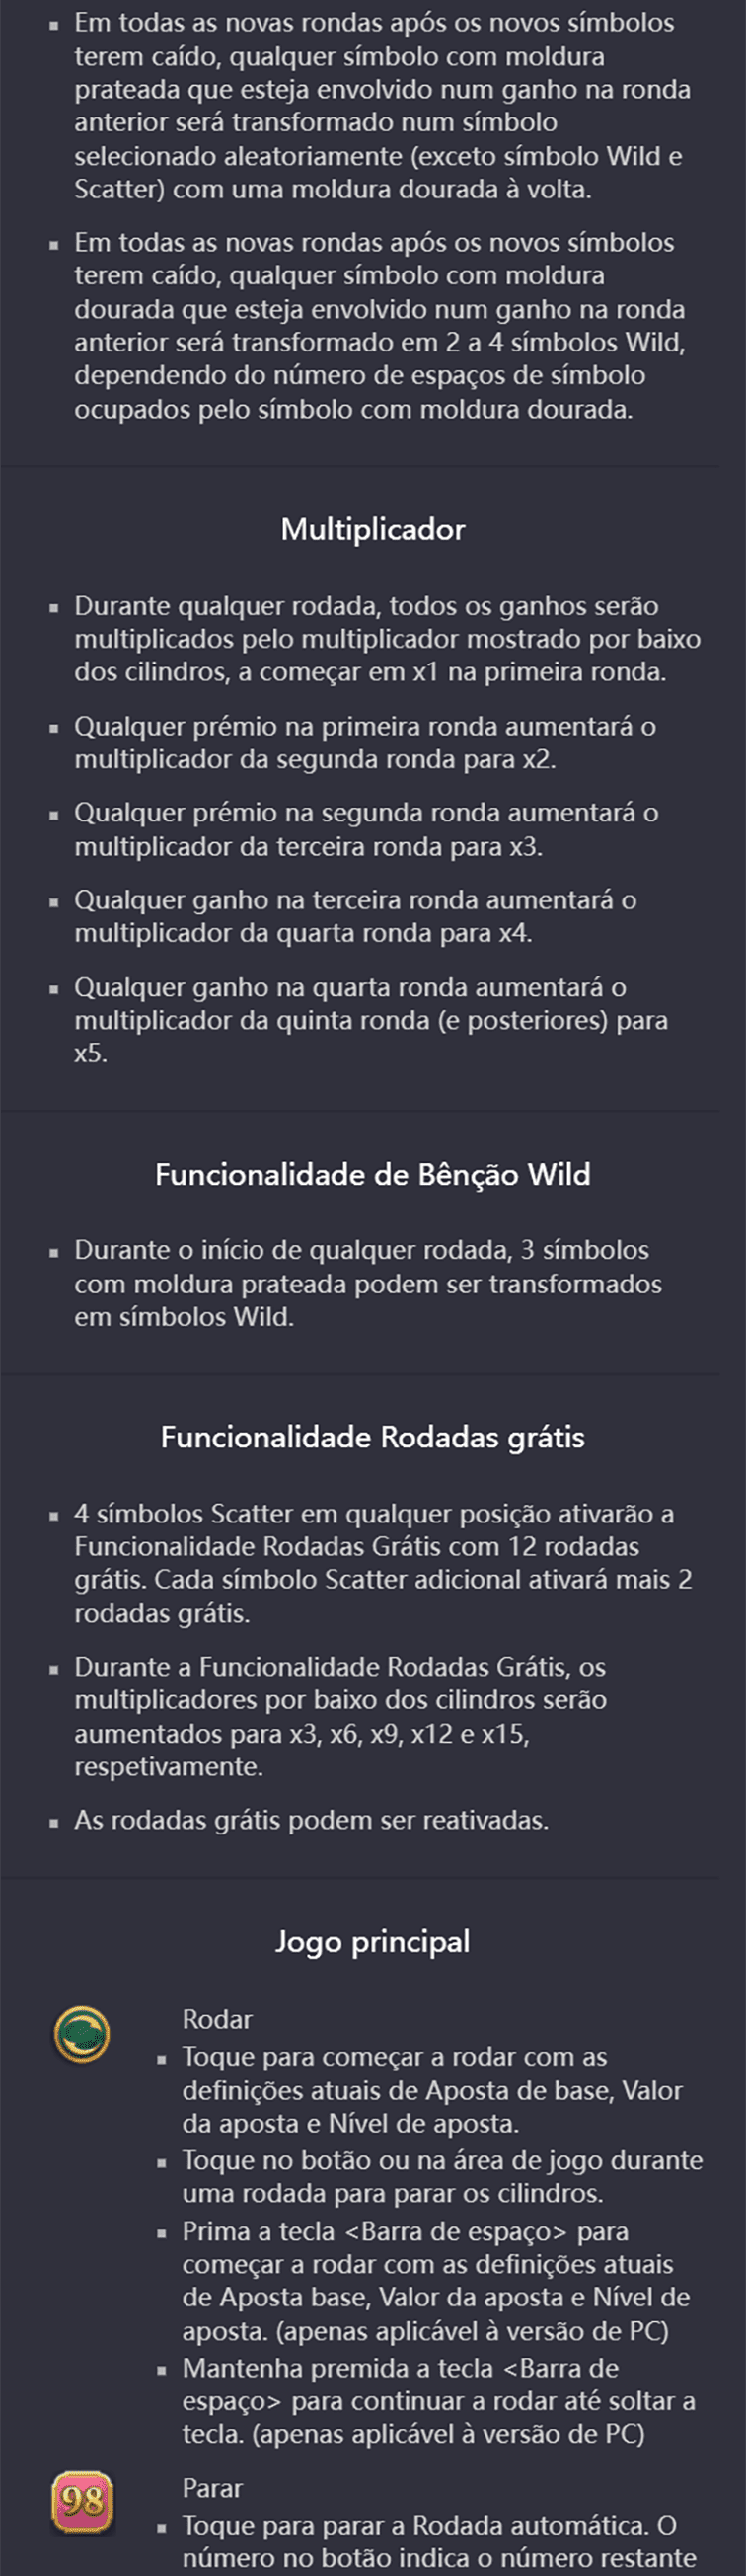 ▪ Em todas as novas rondas após os novos símbolos
terem caído, qualquer símbolo com moldura
prateada que esteja envolvido num ganho na ronda
anterior será transformado num símbolo
selecionado aleatoriamente (exceto símbolo Wild e
Scatter) com uma moldura dourada à volta.
▪ Em todas as novas rondas após os novos símbolos
terem caído, qualquer símbolo com moldura
dourada que esteja envolvido num ganho na ronda
anterior será transformado em 2 a 4 símbolos Wild,
dependendo do número de espaços de símbolo
ocupados pelo símbolo com moldura dourada.
Multiplicador
▪ Durante qualquer rodada, todos os ganhos serão
multiplicados pelo multiplicador mostrado por baixo
dos cilindros, a começar em x1 na primeira ronda.
▪ Qualquer prémio na primeira ronda aumentará o
multiplicador da segunda ronda para x2.
▪ Qualquer prémio na segunda ronda aumentará o
multiplicador da terceira ronda para x3.
▪ Qualquer ganho na terceira ronda aumentará o
multiplicador da quarta ronda para x4.
▪ Qualquer ganho na quarta ronda aumentará o
multiplicador da quinta ronda (e posteriores) para
x5.
Funcionalidade de Bênção Wild
▪ Durante o início de qualquer rodada, 3 símbolos
com moldura prateada podem ser transformados
em símbolos Wild.
Funcionalidade Rodadas grátis
▪ 4 símbolos Scatter em qualquer posição ativarão a
Funcionalidade Rodadas Grátis com 12 rodadas
grátis. Cada símbolo Scatter adicional ativará mais 2
rodadas grátis.
▪ Durante a Funcionalidade Rodadas Grátis, os
multiplicadores por baixo dos cilindros serão
aumentados para x3, x6, x9, x12 e x15,
respetivamente.
▪ As rodadas grátis podem ser reativadas.
Jogo principal
Rodar
▪ Toque para começar a rodar com as
definições atuais de Aposta de base, Valor
da aposta e Nível de aposta.
▪ Toque no botão ou na área de jogo durante
uma rodada para parar os cilindros.
▪ Prima a tecla <Barra de espaço> para
começar a rodar com as definições atuais
de Aposta base, Valor da aposta e Nível de
aposta. (apenas aplicável à versão de PC)
▪ Mantenha premida a tecla <Barra de
espaço> para continuar a rodar até soltar a
tecla. (apenas aplicável à versão de PC)
98
Parar
▪ Toque para parar a Rodada automática. O
número no botão indica o número restante